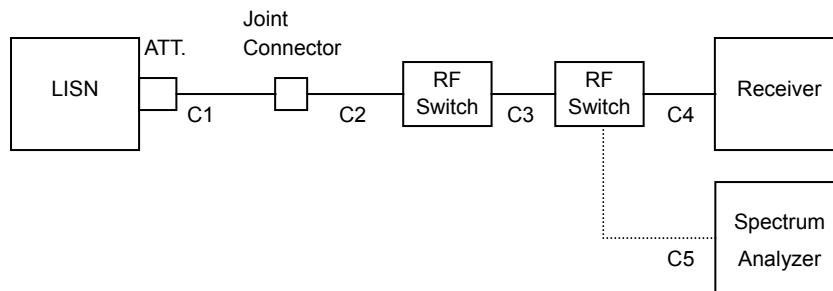 Joint
Connector
ATT.
LISN
RF
Switch
RF
Switch
Receiver
C1
C2
C3
C4
Spectrum
Analyzer
C5